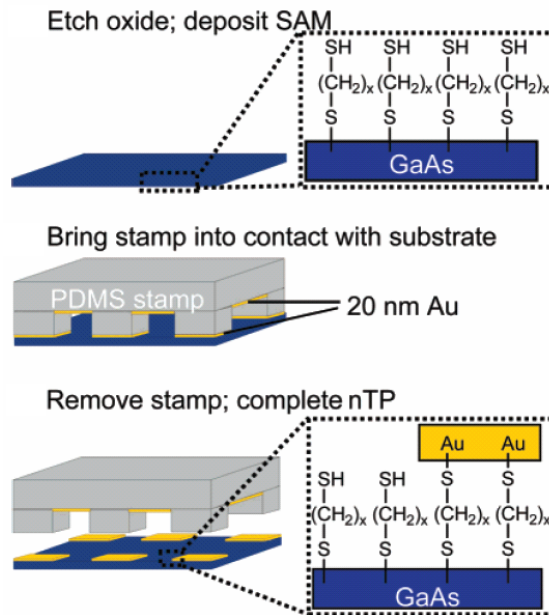 Etch oxide; deposit SAM
SH SH SH SH
(CH2)x (CH2)x (CH2)x (CH2)x
S S S S
GaAs
Bring stamp into contact with substrate
PDMS stamp
20 nm Au
Remove stamp; complete nTP
Au Au
SH SH S S
(CH2)x (CH2)x (CH2)x (CH2)x
S S S S
GaAs